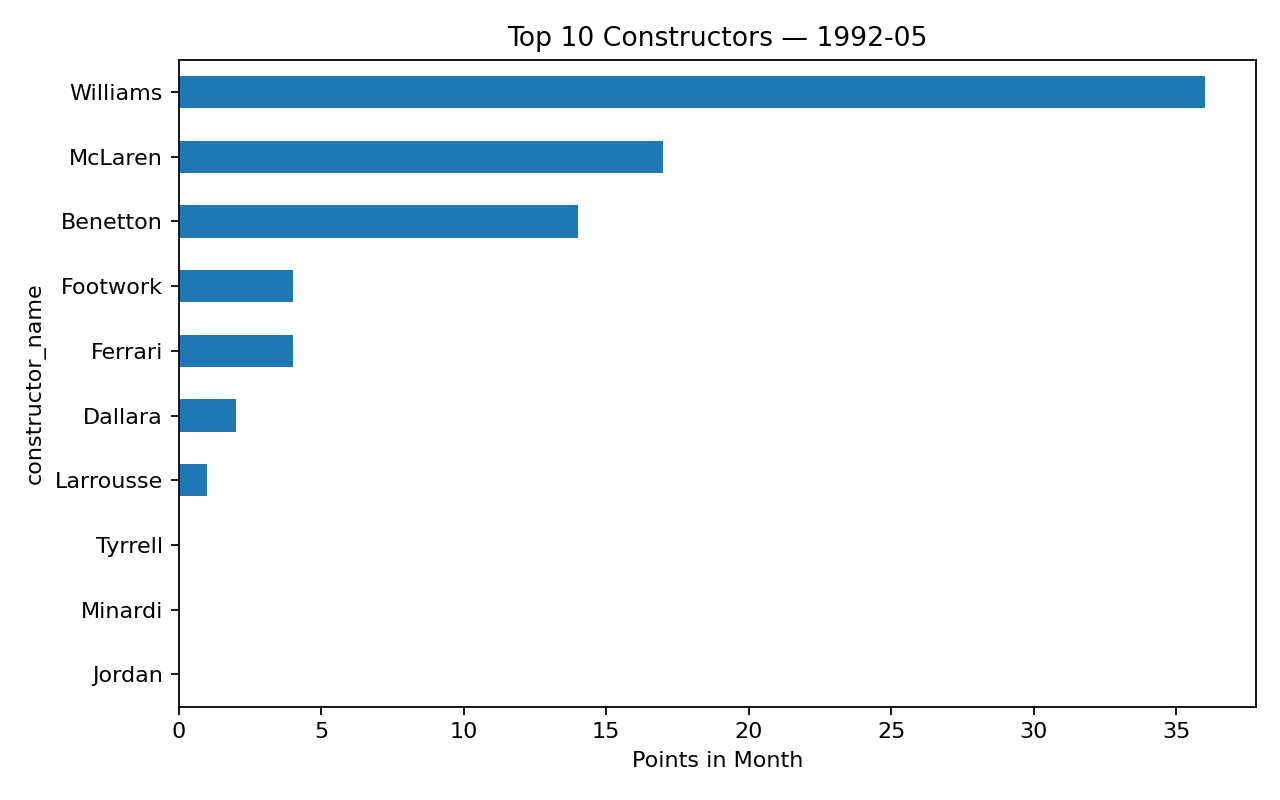 Top 10 Constructors — 1992-05
Williams
McLaren
Benetton
Footwork
Ferrari
Dallara
Larrousse
Tyrrell
Minardi
Jordan
constructor_name
0 5 10 15 20 25 30 35
Points in Month